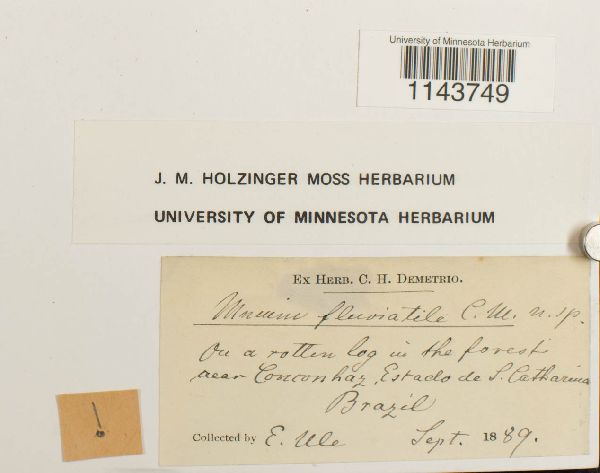 University of Minnesota Herbarium
1143749
J. M. HOLZINGER MOSS HERBARIUM
UNIVERSITY OF MINNESOTA HERBARIUM
EX HERB. C. H. DEMETRIO.
Mnium fluviatile C. M. n. sp.
On a rotten log in the forest
near Conconhaz, Estado de S. Catharina
Brazil
Collected by E. Ule Sept. 1889.
!